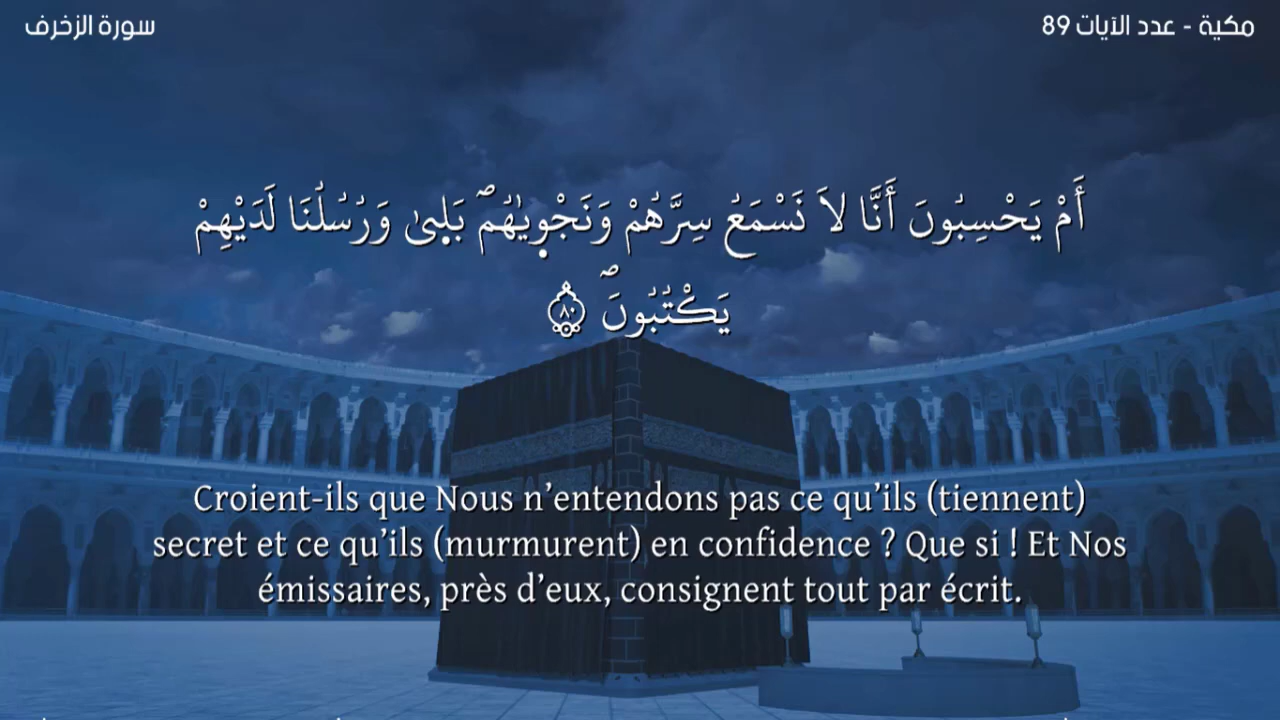 مكية - عدد الآيات 89
سورة الزخرف
أَمْ يَحْسِبُونَ أَنَّا لَا نَسْمَعُ سِرَّهُمْ وَنَجْوٜيٰهُمۖ بَلٜىٰ وَرُسُلُنَا لَدَيْهِمْ
يَكْتُبُونَۖ ۝٨٠
Croient-ils que Nous n’entendons pas ce qu’ils (tiennent)
secret et ce qu’ils (murmurent) en confidence ? Que si ! Et Nos
émissaires, près d’eux, consignent tout par écrit.